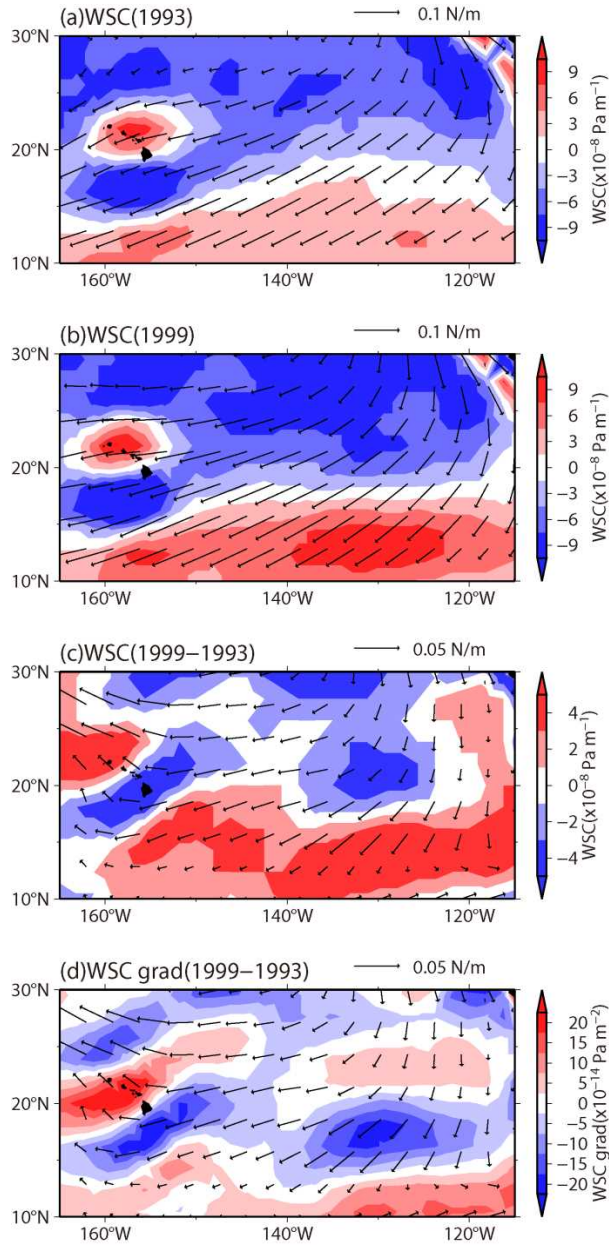 (a)WSC(1993) 0.1 N/m
30°N
20°N
10°N
160°W 140°W 120°W
9
6
3
0
−3
−6
−9
WSC(x10⁻⁸ Pa m⁻¹)
(b)WSC(1999) 0.1 N/m
30°N
20°N
10°N
160°W 140°W 120°W
9
6
3
0
−3
−6
−9
WSC(x10⁻⁸ Pa m⁻¹)
(c)WSC(1999−1993) 0.05 N/m
30°N
20°N
10°N
160°W 140°W 120°W
4
2
0
−2
−4
WSC(x10⁻⁸ Pa m⁻¹)
(d)WSC grad(1999−1993) 0.05 N/m
30°N
20°N
10°N
160°W 140°W 120°W
20
15
10
5
0
−5
−10
−15
−20
WSC grad(x10⁻¹⁴ Pa m⁻²)